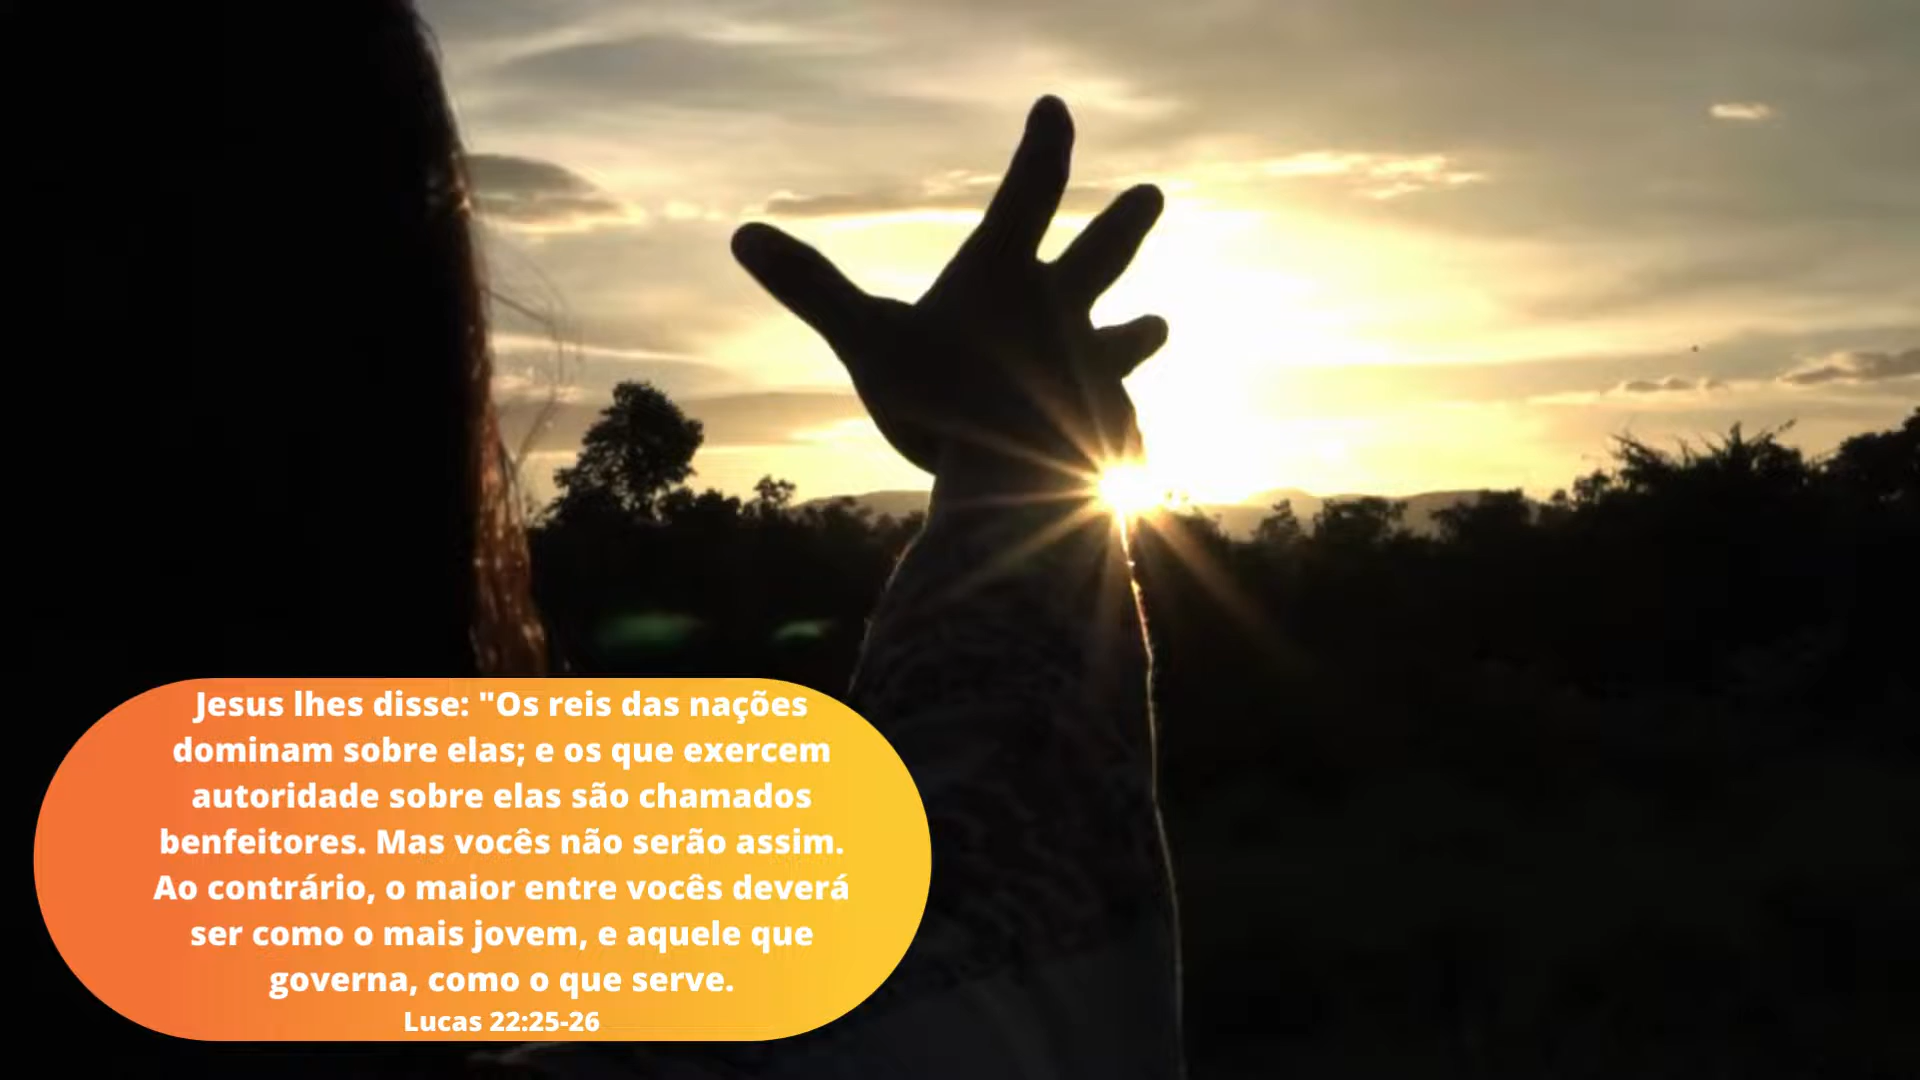 Jesus lhes disse: "Os reis das nações
dominam sobre elas; e os que exercem
autoridade sobre elas são chamados
benfeitores. Mas vocês não serão assim.
Ao contrário, o maior entre vocês deverá
ser como o mais jovem, e aquele que
governa, como o que serve.
Lucas 22:25-26